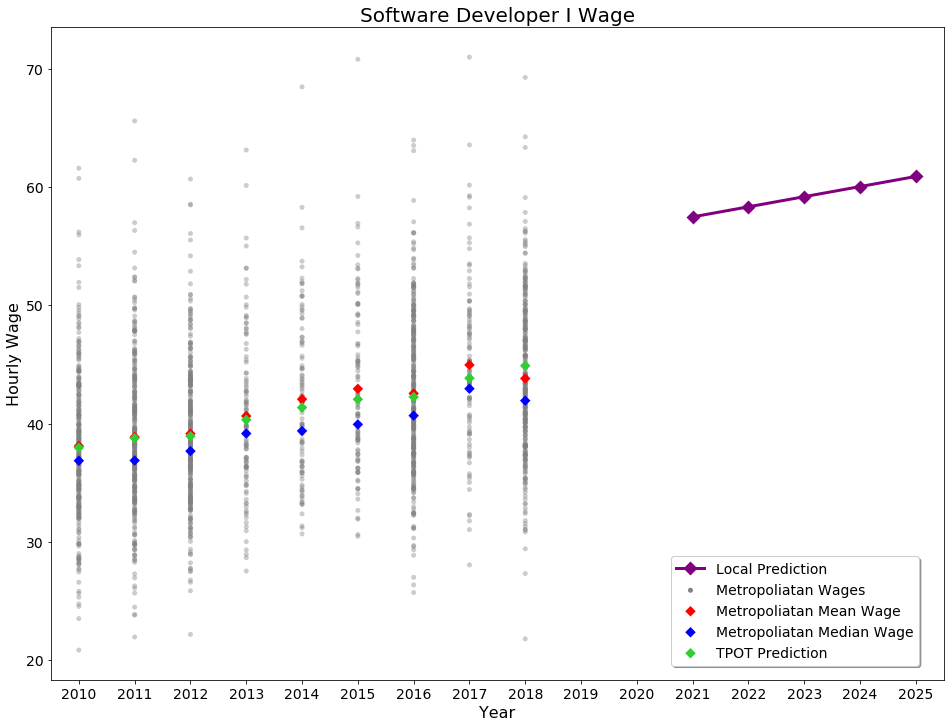 Software Developer I Wage
Hourly Wage
70
60
50
40
30
20
Local Prediction
Metropoliatan Wages
Metropoliatan Mean Wage
Metropoliatan Median Wage
TPOT Prediction
2010 2011 2012 2013 2014 2015 2016 2017 2018 2019 2020 2021 2022 2023 2024 2025
Year